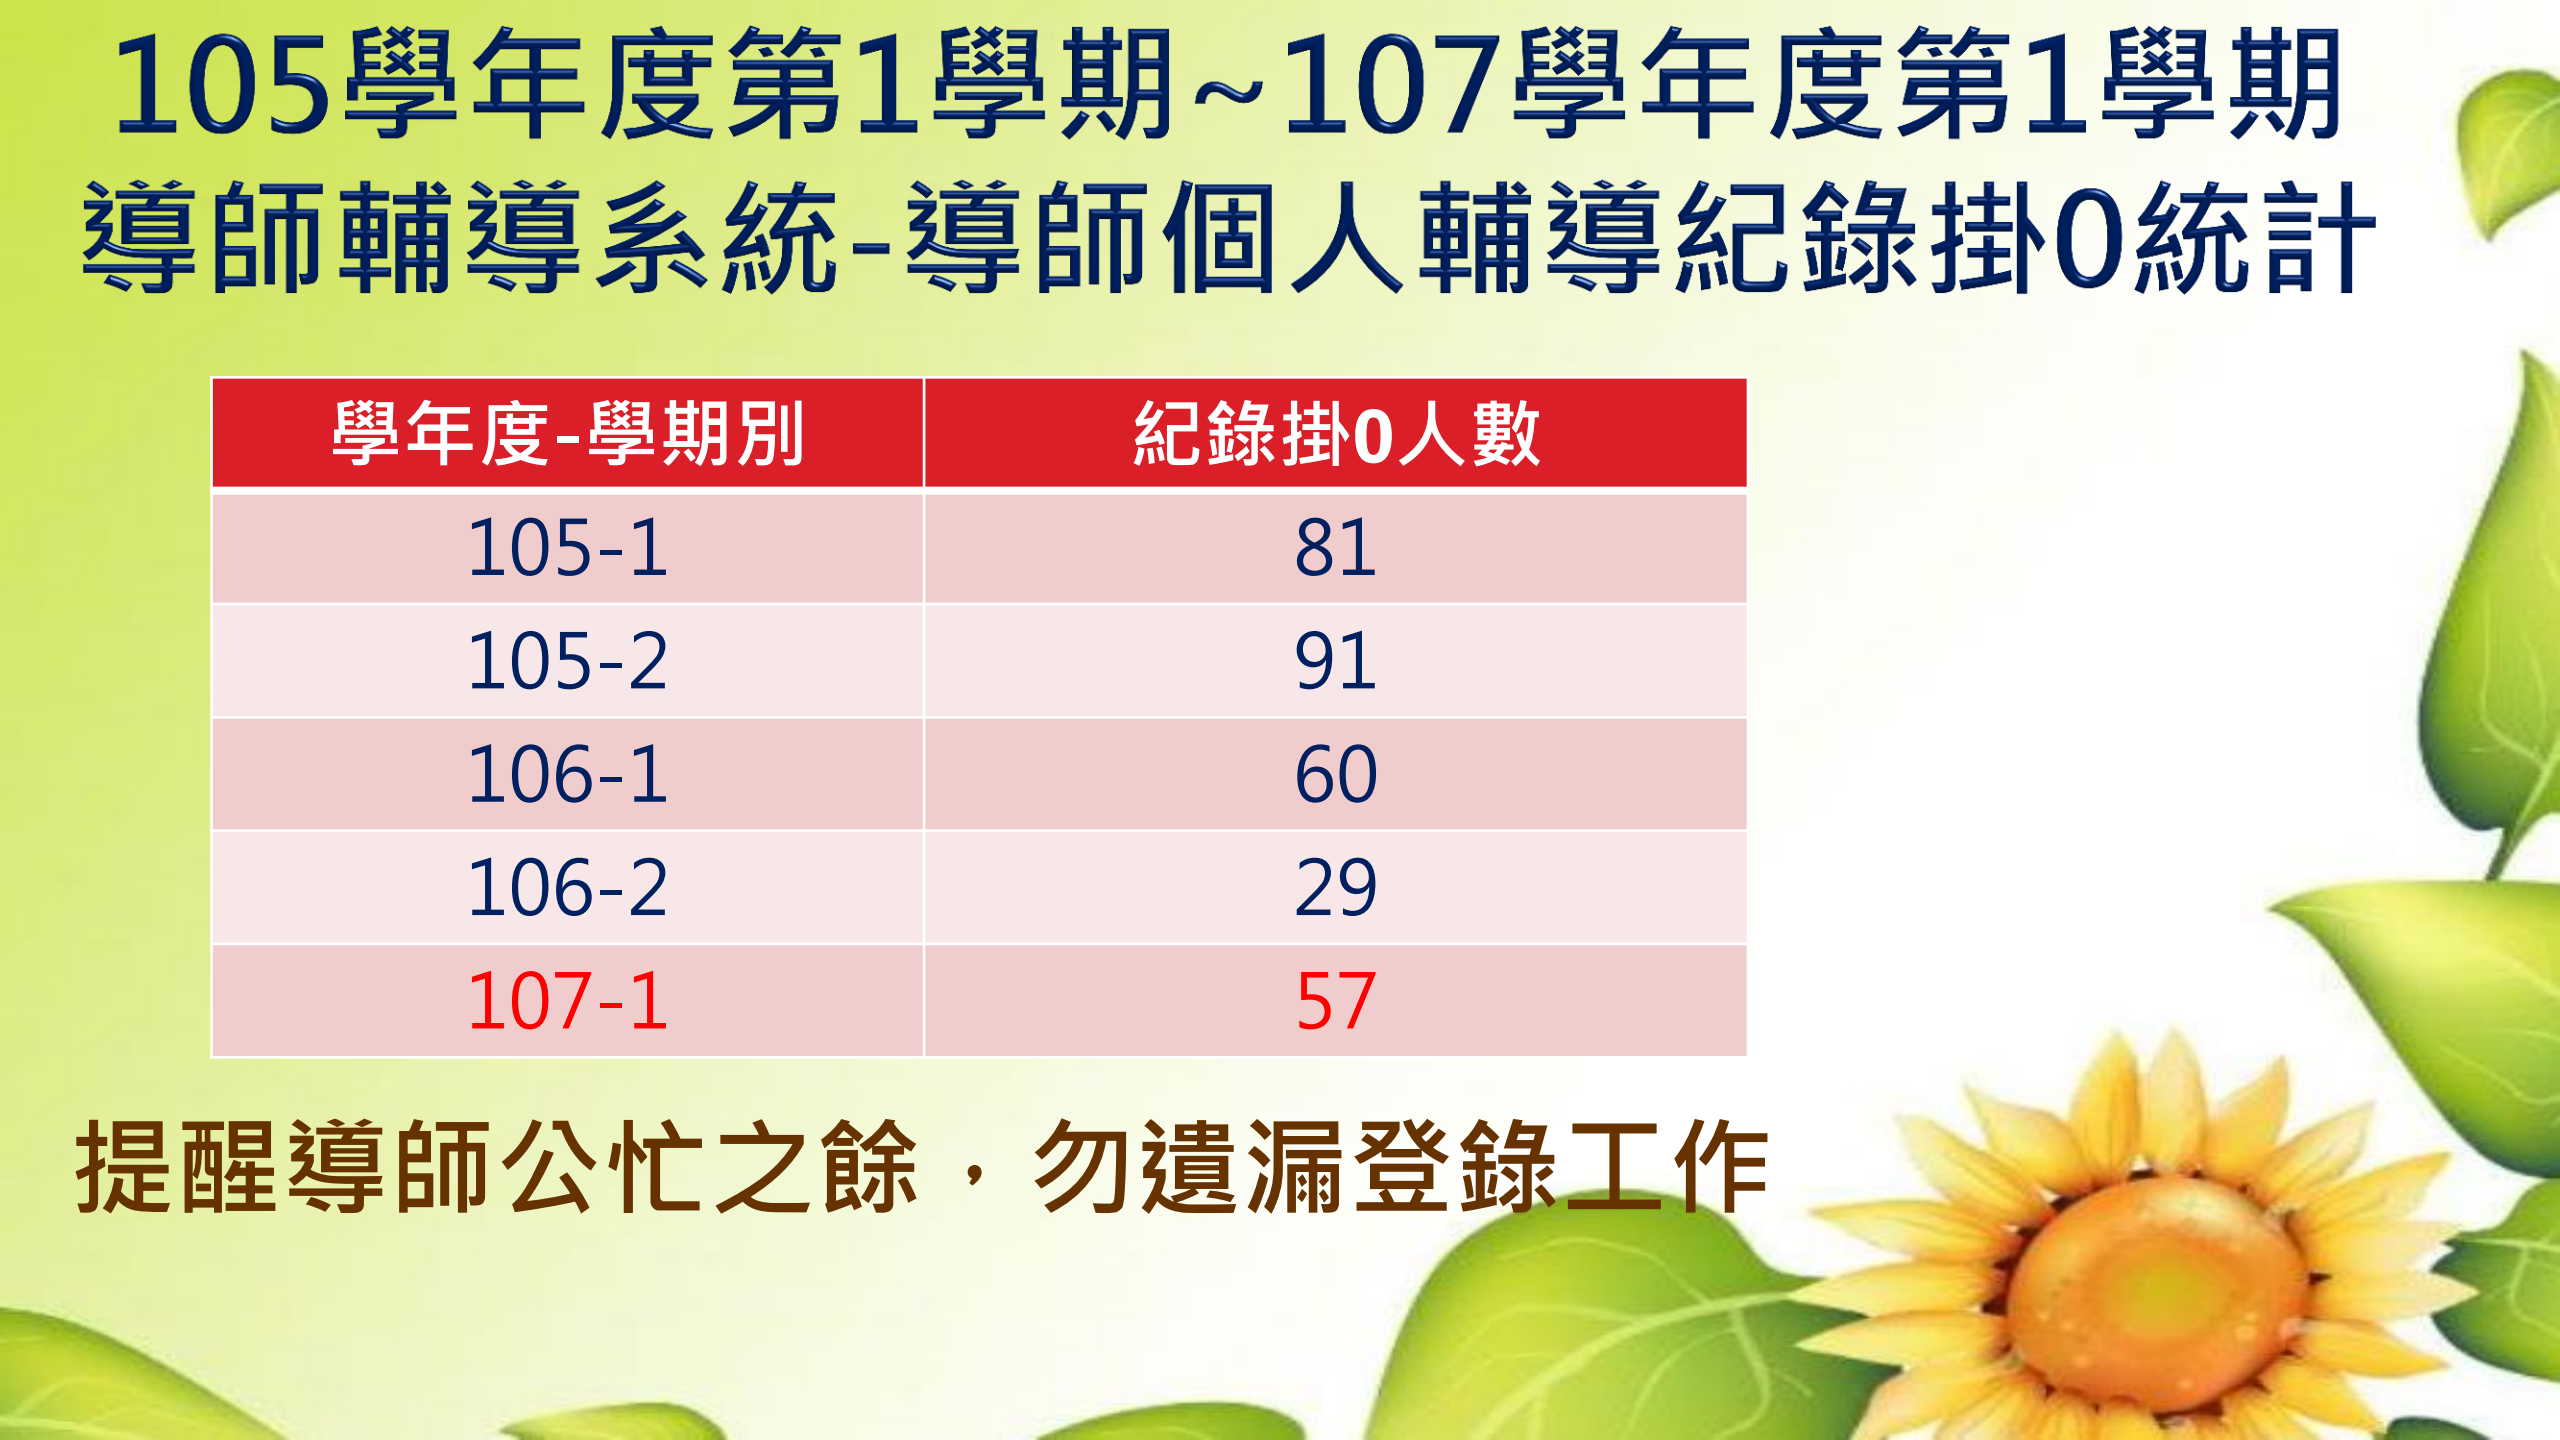 105學年度第1學期~107學年度第1學期
導師輔導系統-導師個人輔導紀錄掛0統計
學年度-學期別 紀錄掛0人數
105-1 81
105-2 91
106-1 60
106-2 29
107-1 57
提醒導師公忙之餘，勿遺漏登錄工作